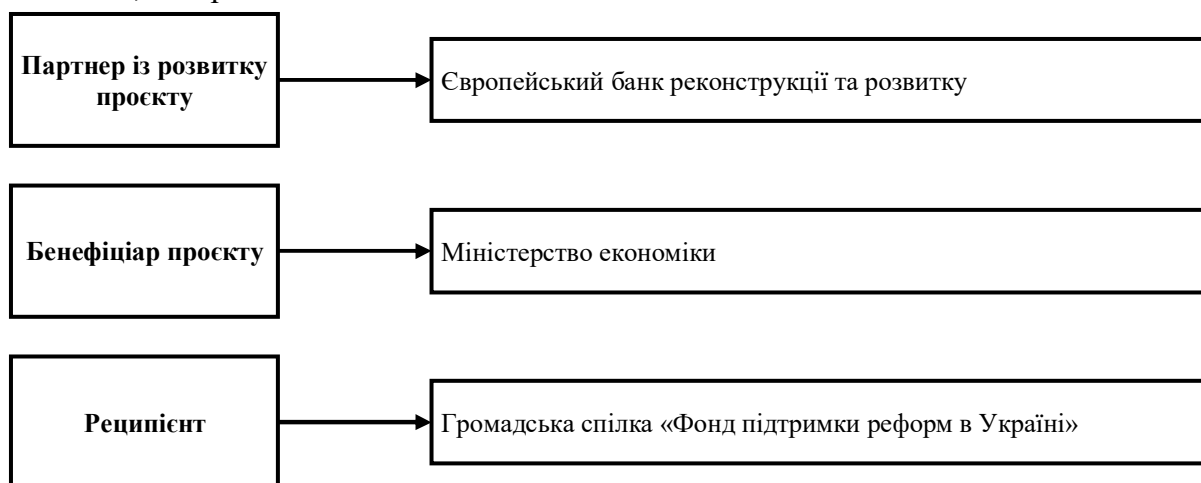 Партнер із розвитку
проєкту
Європейський банк реконструкції та розвитку
Бенефіціар проєкту
Міністерство економіки
Реципієнт
Громадська спілка «Фонд підтримки реформ в Україні»